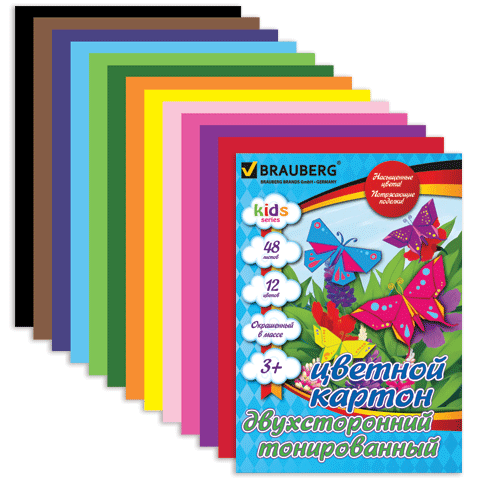 BRAUBERG®
BRAUBERG BRANDS GmbH • GERMANY
Насыщенные
цвета!
Потрясающие
поделки!
kids
series
48
листов
12
цветов
Окрашенный
в массе
3+
цветной
картон
двухсторонний
тонированный